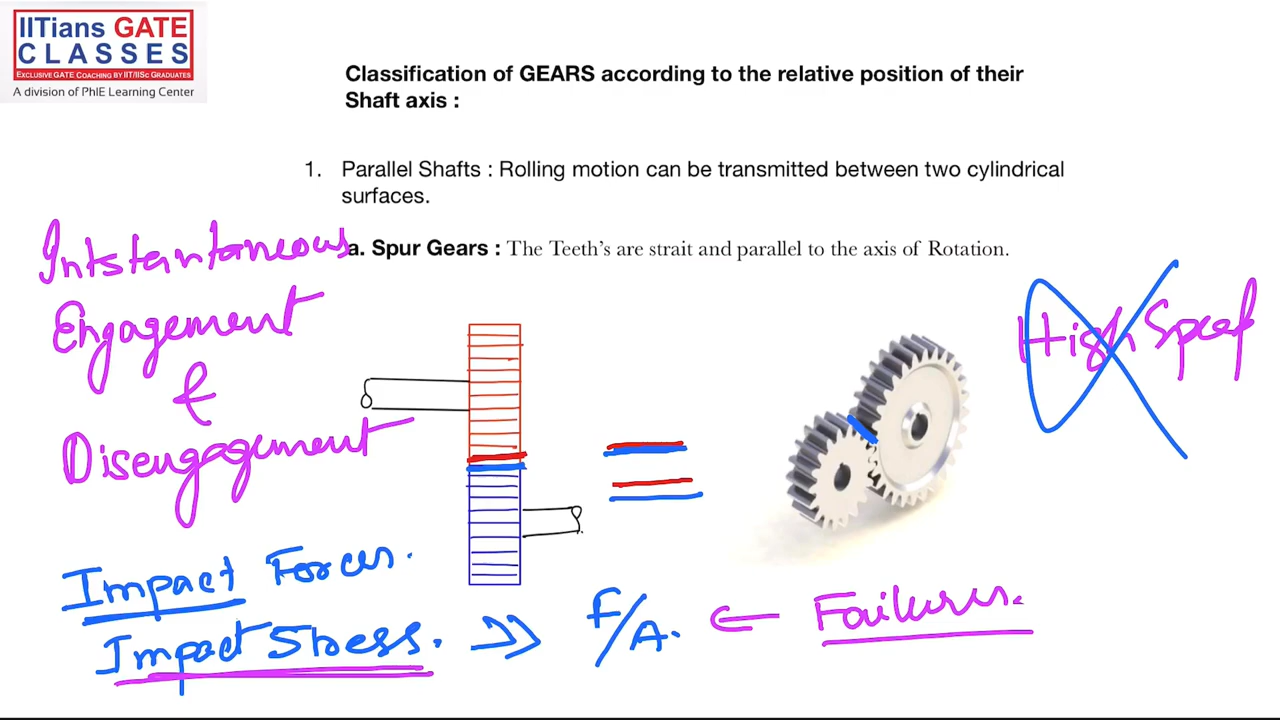 IITians GATE
CLASSES
EXCLUSIVE GATE COACHING BY IIT/IISc GRADUATES
A division of PhIE Learning Center
Classification of GEARS according to the relative position of their
Shaft axis :
1. Parallel Shafts : Rolling motion can be transmitted between two cylindrical
surfaces.
a. Spur Gears : The Teeth's are strait and parallel to the axis of Rotation.
Intstantaneous
Engagement
&
Disengagement
High Speed
Impact Forces.
Impact Stress. >> F/A. ← Failures.